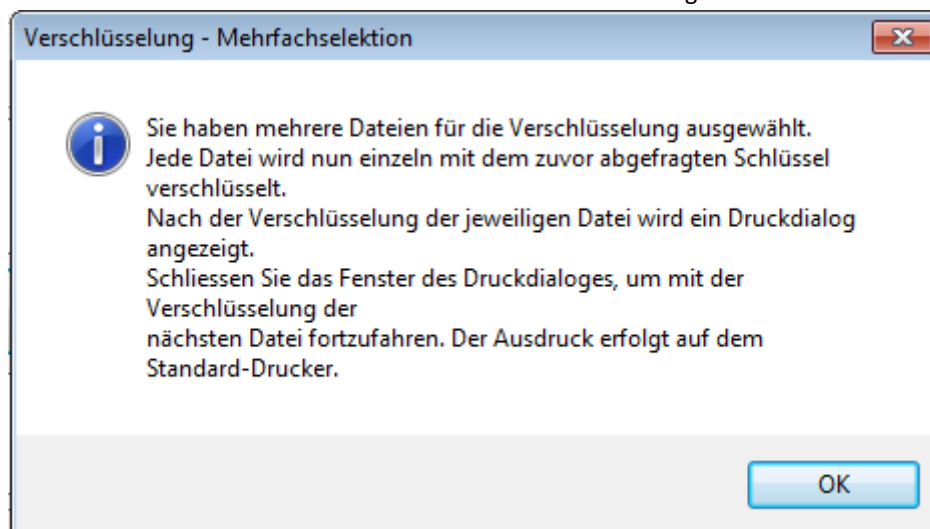 Verschlüsselung - Mehrfachselektion
Sie haben mehrere Dateien für die Verschlüsselung ausgewählt.
Jede Datei wird nun einzeln mit dem zuvor abgefragten Schlüssel
verschlüsselt.
Nach der Verschlüsselung der jeweiligen Datei wird ein Druckdialog
angezeigt.
Schliessen Sie das Fenster des Druckdialoges, um mit der
Verschlüsselung der
nächsten Datei fortzufahren. Der Ausdruck erfolgt auf dem
Standard-Drucker.
OK